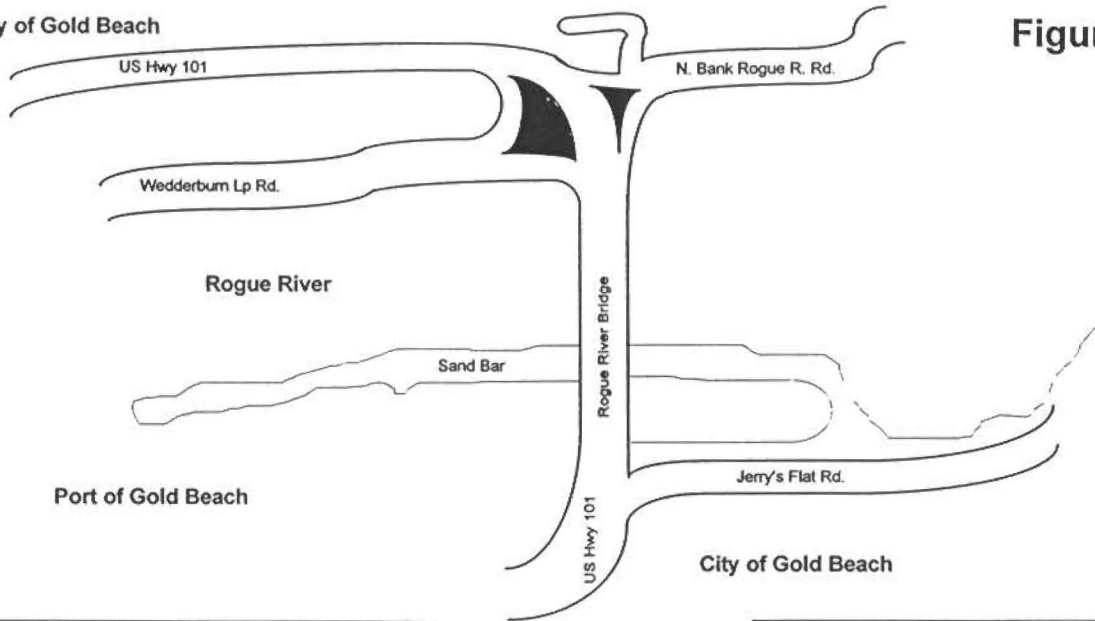 of Gold Beach
Figur
US Hwy 101
N. Bank Rogue R. Rd.
Wedderburn Lp Rd.
Rogue River
Rogue River Bridge
Sand Bar
Jerry's Flat Rd.
Port of Gold Beach
US Hwy 101
City of Gold Beach